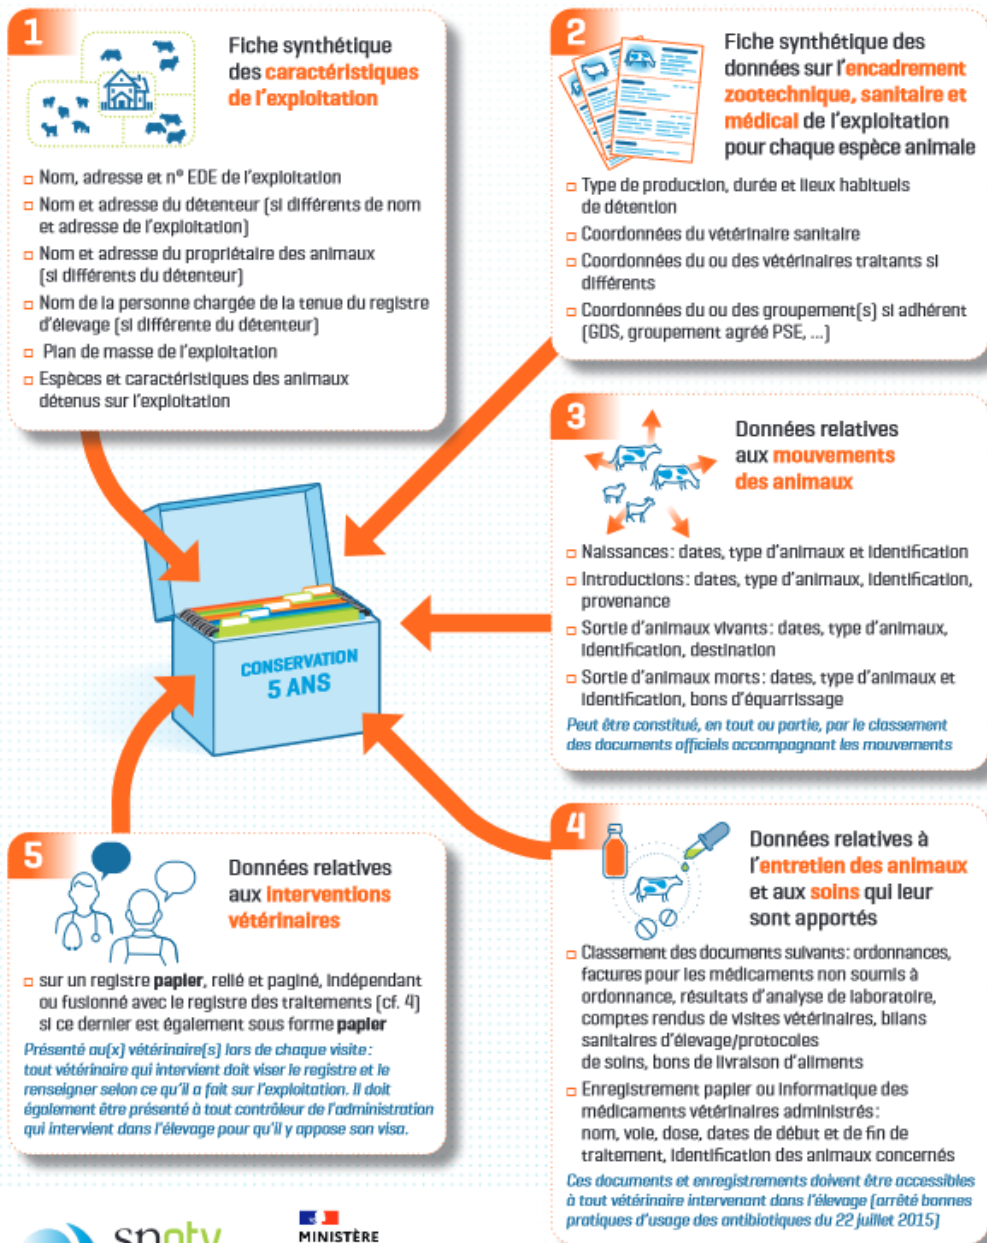 1
Fiche synthétique
des caractéristiques
de l'exploitation
Nom, adresse et n° EDE de l'exploitation
Nom et adresse du détenteur (si différents de nom
et adresse de l'exploitation)
Nom et adresse du propriétaire des animaux
(si différents du détenteur)
Nom de la personne chargée de la tenue du registre
d'élevage (si différente du détenteur)
Plan de masse de l'exploitation
Espèces et caractéristiques des animaux
détenus sur l'exploitation
2
Fiche synthétique des
données sur l'encadrement
zootechnique, sanitaire et
médical de l'exploitation
pour chaque espèce animale
Type de production, durée et lieux habituels
de détention
Coordonnées du vétérinaire sanitaire
Coordonnées du ou des vétérinaires traitants si
différents
Coordonnées du ou des groupement(s) si adhérent
(GDS, groupement agréé PSE, ...)
3
Données relatives
aux mouvements
des animaux
Naissances : dates, type d'animaux et identification
Introductions : dates, type d'animaux, identification,
provenance
Sortie d'animaux vivants : dates, type d'animaux,
identification, destination
Sortie d'animaux morts : dates, type d'animaux et
identification, bons d'équarrissage
Peut être constitué, en tout ou partie, par le classement
des documents officiels accompagnant les mouvements
CONSERVATION
5 ANS
4
Données relatives à
l'entretien des animaux
et aux soins qui leur
sont apportés
Classement des documents suivants : ordonnances,
factures pour les médicaments non soumis à
ordonnance, résultats d'analyse de laboratoire,
comptes rendus de visites vétérinaires, bilans
sanitaires d'élevage/protocoles
de soins, bons de livraison d'aliments
Enregistrement papier ou informatique des
médicaments vétérinaires administrés :
nom, voie, dose, dates de début et de fin de
traitement, identification des animaux concernés
Ces documents et enregistrements doivent être accessibles
à tout vétérinaire intervenant dans l'élevage (arrêté bonnes
pratiques d'usage des antibiotiques du 22 juillet 2015)
5
Données relatives
aux interventions
vétérinaires
sur un registre papier, relié et paginé, indépendant
ou fusionné avec le registre des traitements (cf. 4)
si ce dernier est également sous forme papier
Présenté au(x) vétérinaire(s) lors de chaque visite :
tout vétérinaire qui intervient doit viser le registre et le
renseigner selon ce qu'il a fait sur l'exploitation. Il doit
également être présenté à tout contrôleur de l'administration
qui intervient dans l'élevage pour qu'il y appose son visa.
sngtv
MINISTÈRE